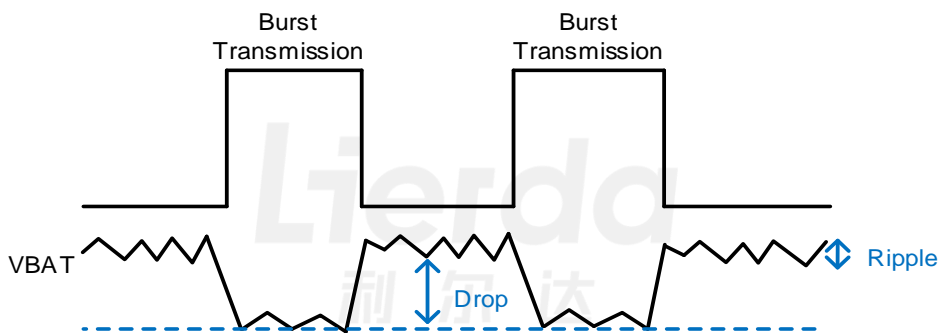 Burst
Transmission
Burst
Transmission
Lierda
利尔达
VBAT
Drop
Ripple